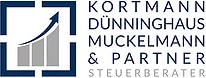 KORTMANN
DÜNNINGHAUS
MUCKELMANN
& PARTNER
STEUERBERATER